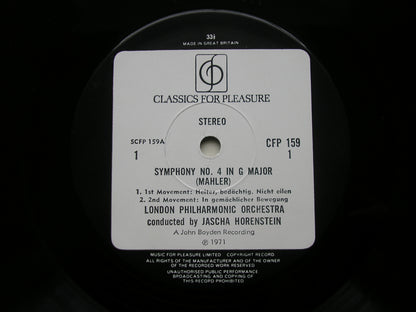 33⅓
MADE IN GREAT BRITAIN
CLASSICS FOR PLEASURE
STEREO
SCFP 159A
CFP 159
1
1
SYMPHONY NO. 4 IN G MAJOR
(MAHLER)
1. 1st Movement: Heiter, bedächtig. Nicht eilen
2. 2nd Movement: In gemächlicher Bewegung
LONDON PHILHARMONIC ORCHESTRA
conducted by JASCHA HORENSTEIN
A John Boyden Recording
℗ 1971
MUSIC FOR PLEASURE LIMITED COPYRIGHT RECORD
ALL RIGHTS OF THE
MANUFACTURER AND OF THE OWNER
OF THE RECORDED WORK RESERVED
UNAUTHORISED PUBLIC PERFORMANCE
BROADCASTING AND COPYING OF
THIS RECORD PROHIBITED